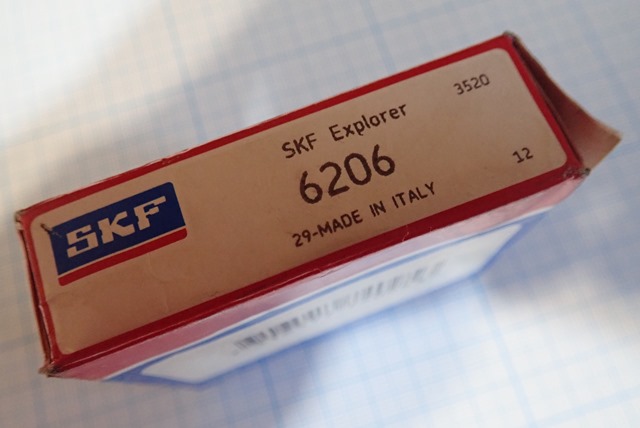 3520
SKF Explorer
6206
12
29-MADE IN ITALY
SKF